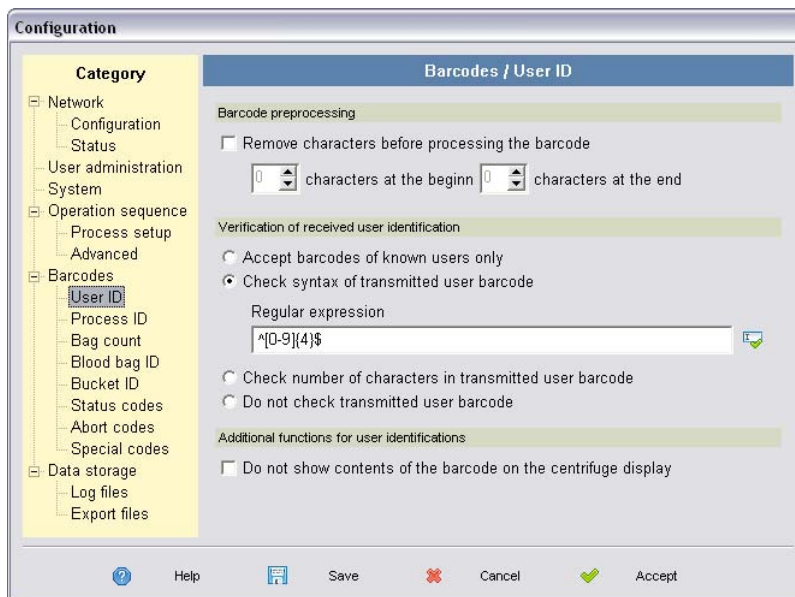 Configuration
Category
Network
Configuration
Status
User administration
System
Operation sequence
Process setup
Advanced
Barcodes
User ID
Process ID
Bag count
Blood bag ID
Bucket ID
Status codes
Abort codes
Special codes
Data storage
Log files
Export files
Barcodes / User ID
Barcode preprocessing
Remove characters before processing the barcode
0 characters at the beginn 0 characters at the end
Verification of received user identification
Accept barcodes of known users only
Check syntax of transmitted user barcode
Regular expression
^[0-9]{4}$
Check number of characters in transmitted user barcode
Do not check transmitted user barcode
Additional functions for user identifications
Do not show contents of the barcode on the centrifuge display
Help Save Cancel Accept